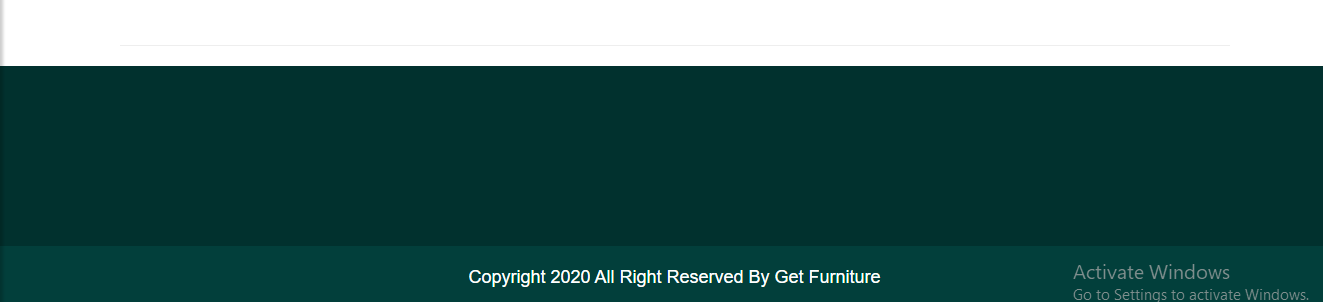 Copyright 2020 All Right Reserved By Get Furniture
Activate Windows
Go to Settings to activate Windows.